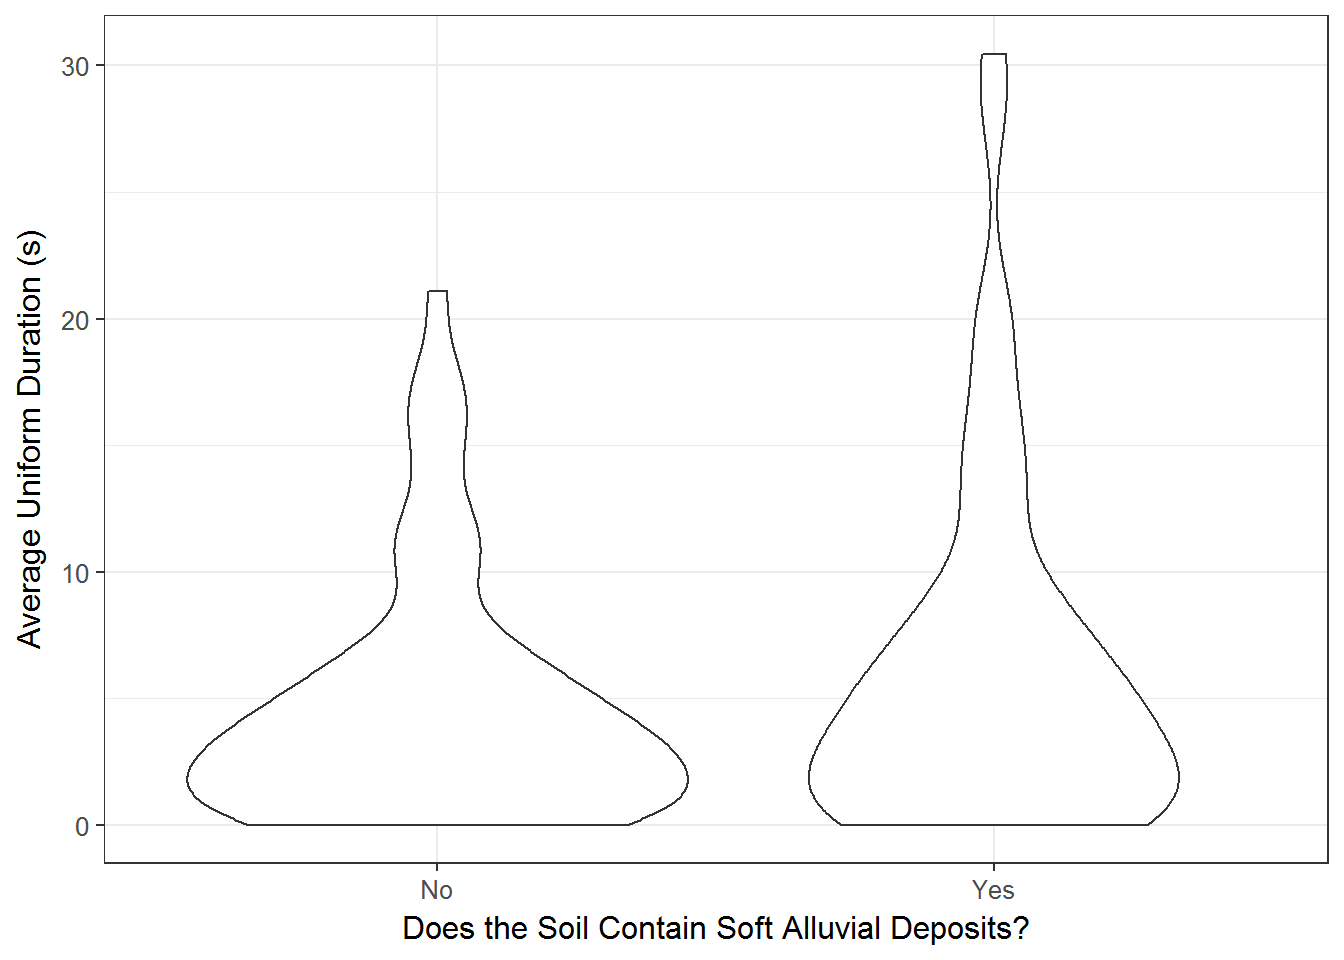 Average Uniform Duration (s)
30
20
10
0
No Yes
Does the Soil Contain Soft Alluvial Deposits?